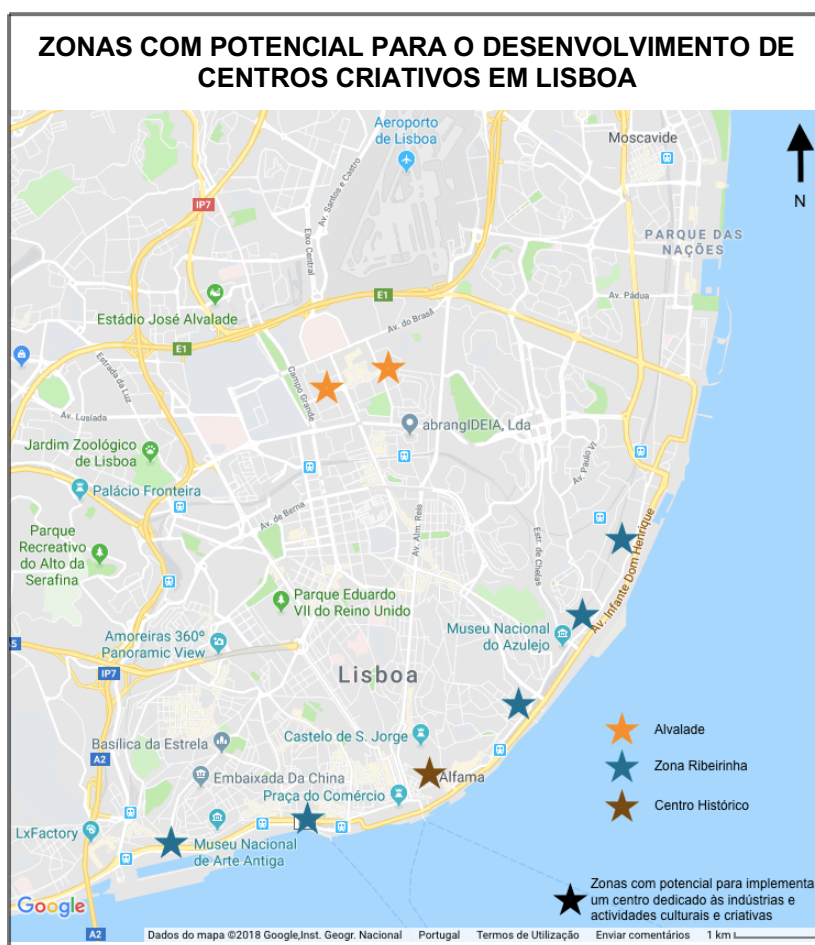 ZONAS COM POTENCIAL PARA O DESENVOLVIMENTO DE
CENTROS CRIATIVOS EM LISBOA
Aeroporto
de Lisboa
Moscavide
N
Av. Santos e Castro
IP7
Eixo Central
PARQUE DAS
NAÇÕES
E1
Av. Pádua
Estádio José Alvalade
Av. do Brasil
E1
Estrada da Luz
Campo Grande
Av. Lusíada
abrangIDEIA, Lda
Jardim Zoológico
de Lisboa
Av. Paulo VI
Palácio Fronteira
Av. de Berna
Av. Alm. Reis
Estr. de Chelas
Av. Infante Dom Henrique
Parque
Recreativo
do Alto da
Serafina
Parque Eduardo
VII do Reino Unido
Museu Nacional
do Azulejo
Amoreiras 360º
Panoramic View
A5
IP7
Lisboa
Alvalade
Castelo de S. Jorge
Basílica da Estrela
A2
Zona Ribeirinha
Embaixada Da China
Alfama
Praça do Comércio
Centro Histórico
LxFactory
Museu Nacional
de Arte Antiga
Zonas com potencial para implementa
um centro dedicado às indústrias e
actividades culturais e criativas
Google
A2
Dados do mapa ©2018 Google,Inst. Geogr. Nacional Portugal Termos de Utilização Enviar comentários 1 km